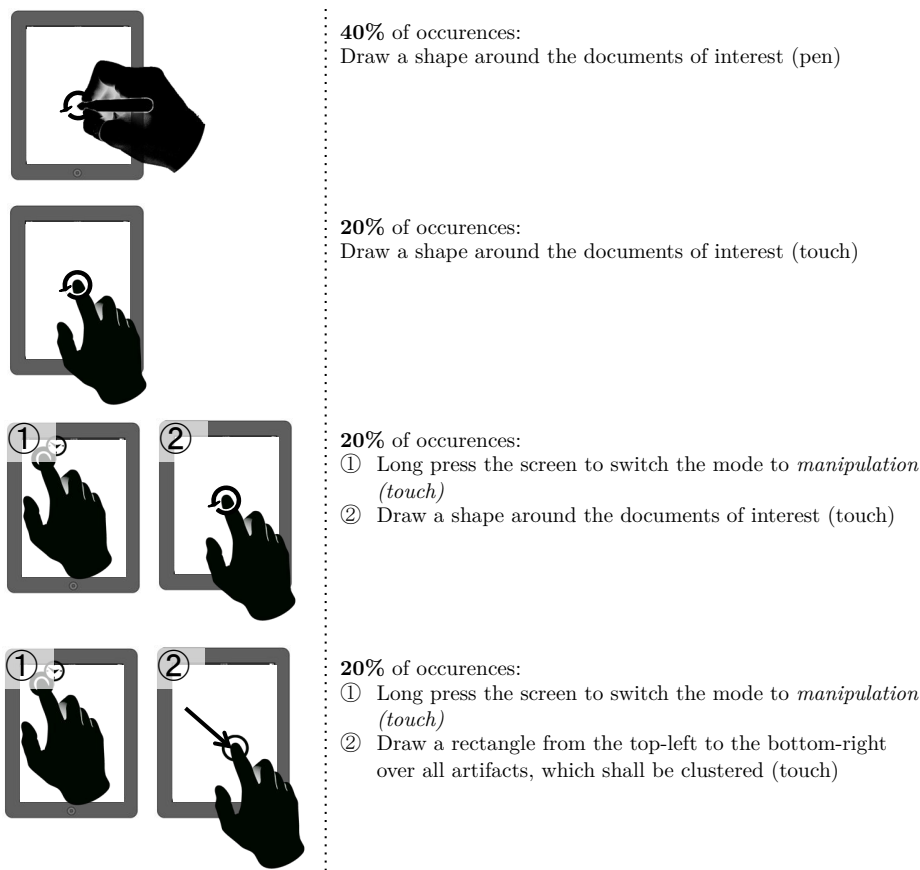 40% of occurences:
Draw a shape around the documents of interest (pen)
20% of occurences:
Draw a shape around the documents of interest (touch)
① ②
20% of occurences:
① Long press the screen to switch the mode to manipulation
(touch)
② Draw a shape around the documents of interest (touch)
① ②
20% of occurences:
① Long press the screen to switch the mode to manipulation
(touch)
② Draw a rectangle from the top-left to the bottom-right
over all artifacts, which shall be clustered (touch)